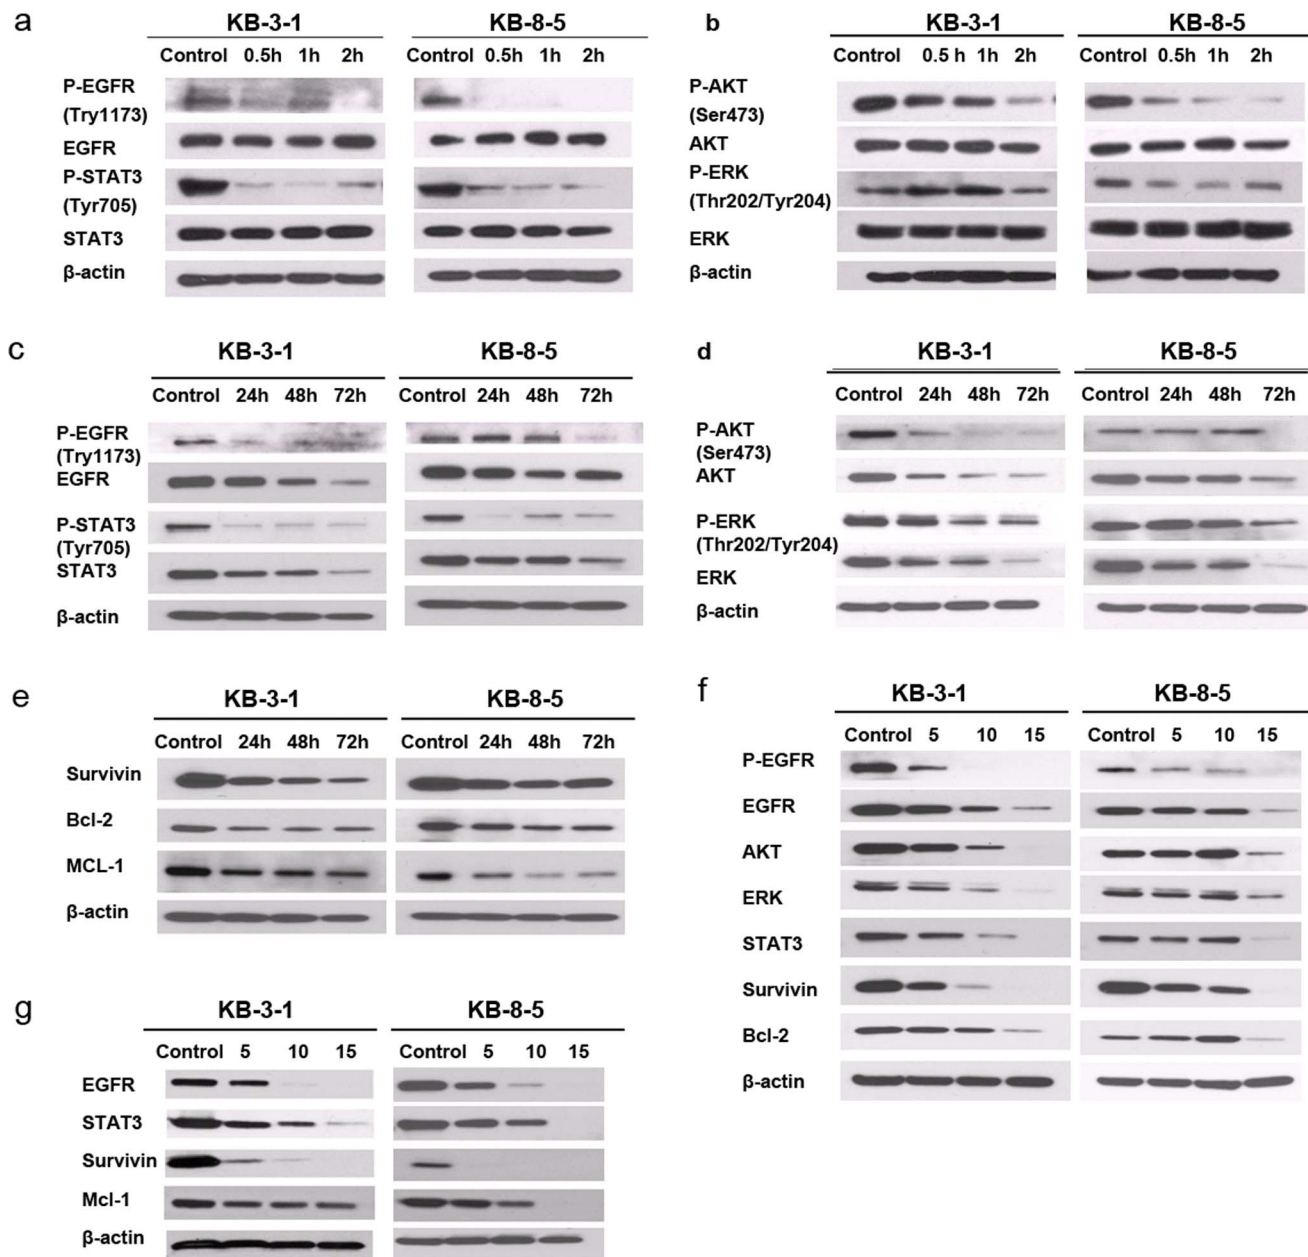 a
KB-3-1 KB-8-5
Control 0.5h 1h 2h Control 0.5h 1h 2h
P-EGFR
(Try1173)
EGFR
P-STAT3
(Tyr705)
STAT3
β-actin
b
KB-3-1 KB-8-5
Control 0.5 h 1h 2h Control 0.5h 1h 2h
P-AKT
(Ser473)
AKT
P-ERK
(Thr202/Tyr204)
ERK
β-actin
c
KB-3-1 KB-8-5
Control 24h 48h 72h Control 24h 48h 72h
P-EGFR
(Try1173)
EGFR
P-STAT3
(Tyr705)
STAT3
β-actin
d
KB-3-1 KB-8-5
Control 24h 48h 72h Control 24h 48h 72h
P-AKT
(Ser473)
AKT
P-ERK
(Thr202/Tyr204)
ERK
β-actin
e
KB-3-1 KB-8-5
Control 24h 48h 72h Control 24h 48h 72h
Survivin
Bcl-2
MCL-1
β-actin
f
KB-3-1 KB-8-5
Control 5 10 15 Control 5 10 15
P-EGFR
EGFR
AKT
ERK
STAT3
Survivin
Bcl-2
β-actin
g
KB-3-1 KB-8-5
Control 5 10 15 Control 5 10 15
EGFR
STAT3
Survivin
Mcl-1
β-actin